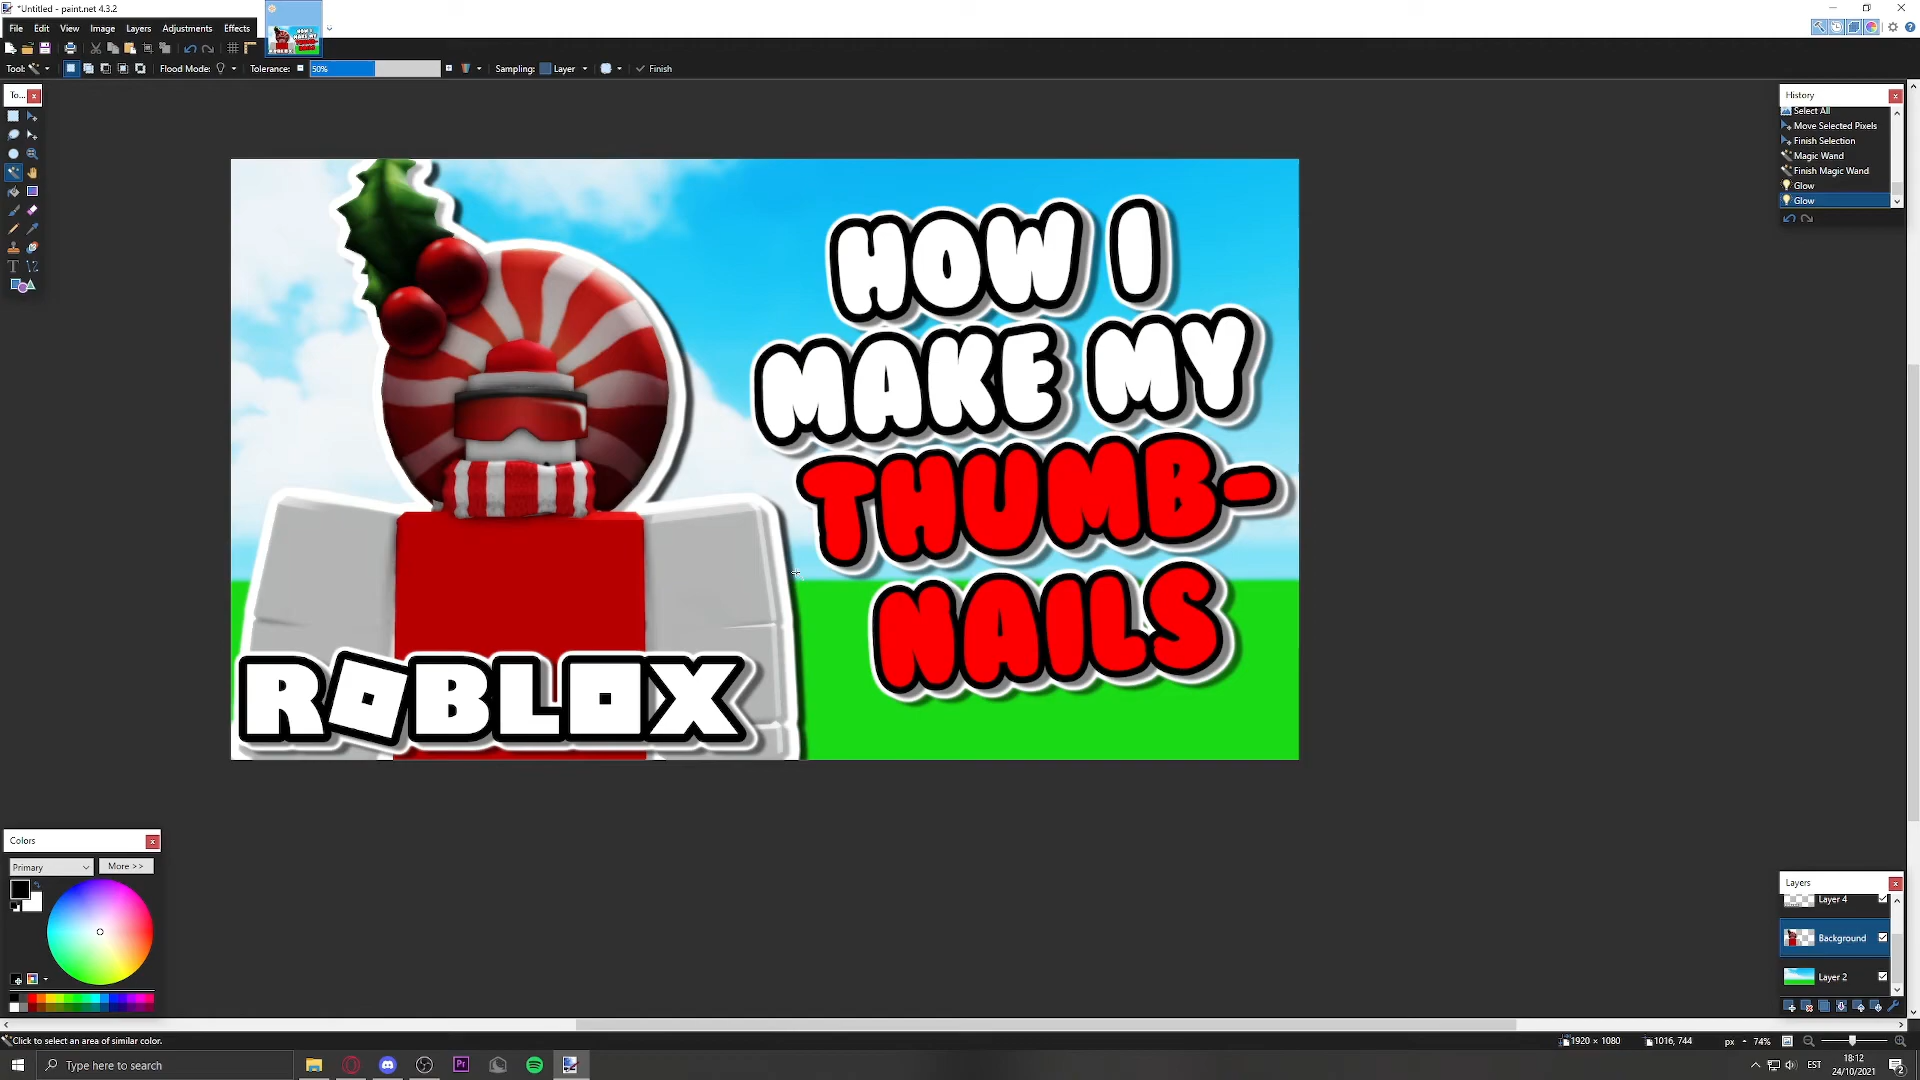 *Untitled - paint.net 4.3.2
File Edit View Image Layers Adjustments Effects
Tool: Flood Mode: Tolerance: 50% Sampling: Layer Finish
To...
History
Select All
Move Selected Pixels
Finish Selection
Magic Wand
Finish Magic Wand
Glow
Glow
HOW I
MAKE MY
THUMB-
NAILS
ROBLOX
Colors
Primary More >>
Layers
Layer 4
Background
Layer 2
Click to select an area of similar color. 1920 × 1080 1016, 744 px 74%
Type here to search
Pr
EST
18:12
24/10/2021
2